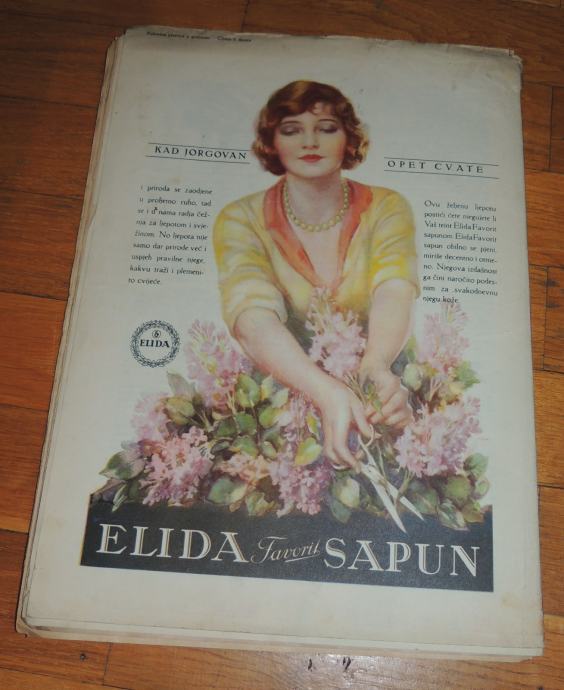 KAD JORGOVAN
OPET CVATE
i priroda se zaodjene
u proljetno ruho, tad
se i u nama radja čež-
nja za ljepotom i svje-
žinom. No ljepota nije
samo dar prirode već i
uspjeh pravilne njege,
kakvu traži i plemeni-
to cvijeće.
Ovu željenu ljepotu
postići ćete njegujete li
Vaš teint Elida Favorit
sapunom. Elida Favorit
sapun obilno se pjeni,
miriše decentno i otme-
no. Njegova izdašnost
ga čini naročito podes-
nim za svakodnevnu
njegu kože.
6
ELIDA
ELIDA Favorit SAPUN